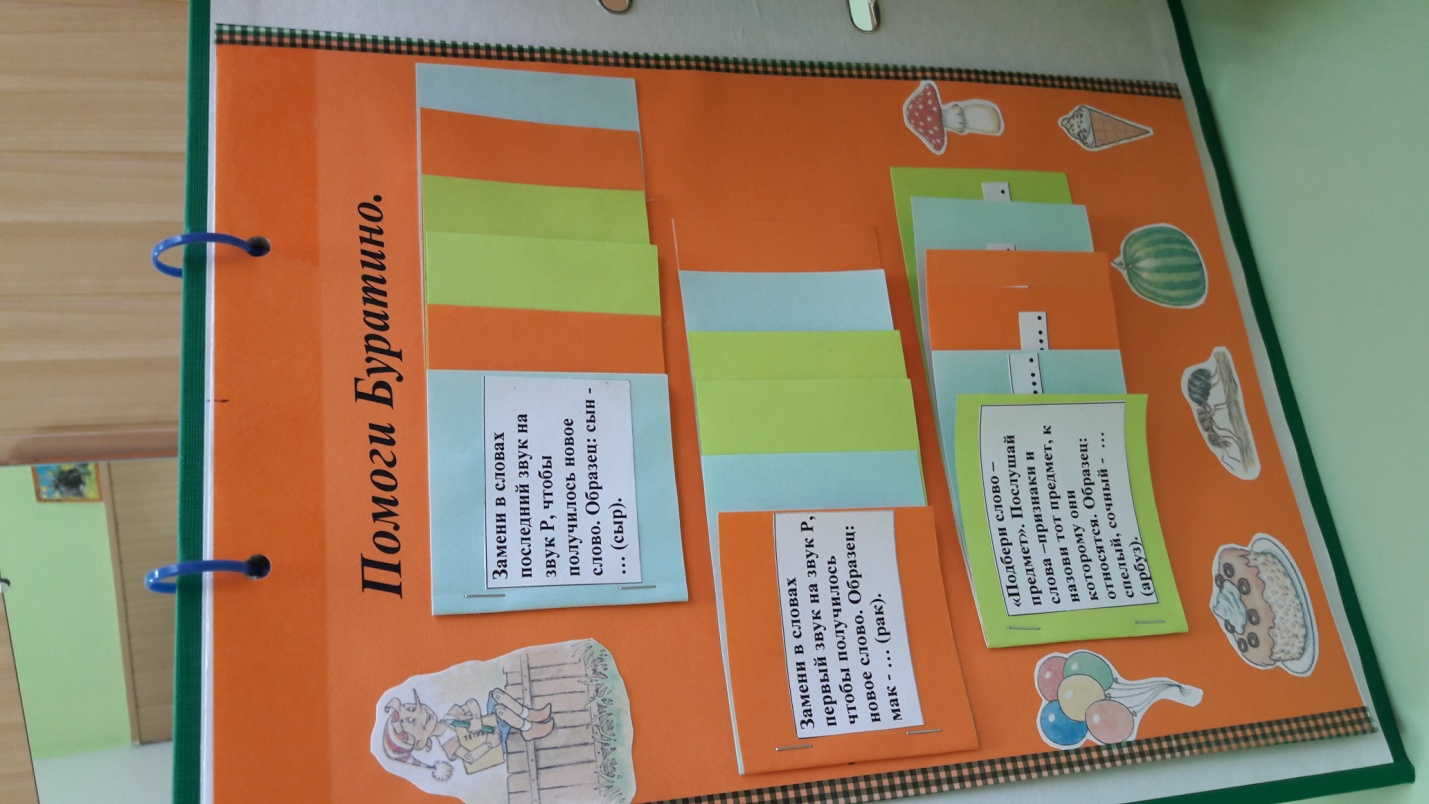 Помоги Буратино.
Замени в словах
последний звук на
звук Р, чтобы
получилось новое
слово. Образец: сын -
… (сыр).
Замени в словах
первый звук на звук Р,
чтобы получилось
новое слово. Образец:
мак - … (рак).
«Подбери слово –
предмет». Послушай
слова –признаки и
назови тот предмет, к
которому они
относятся. Образец:
спелый, сочный - …
(арбуз).